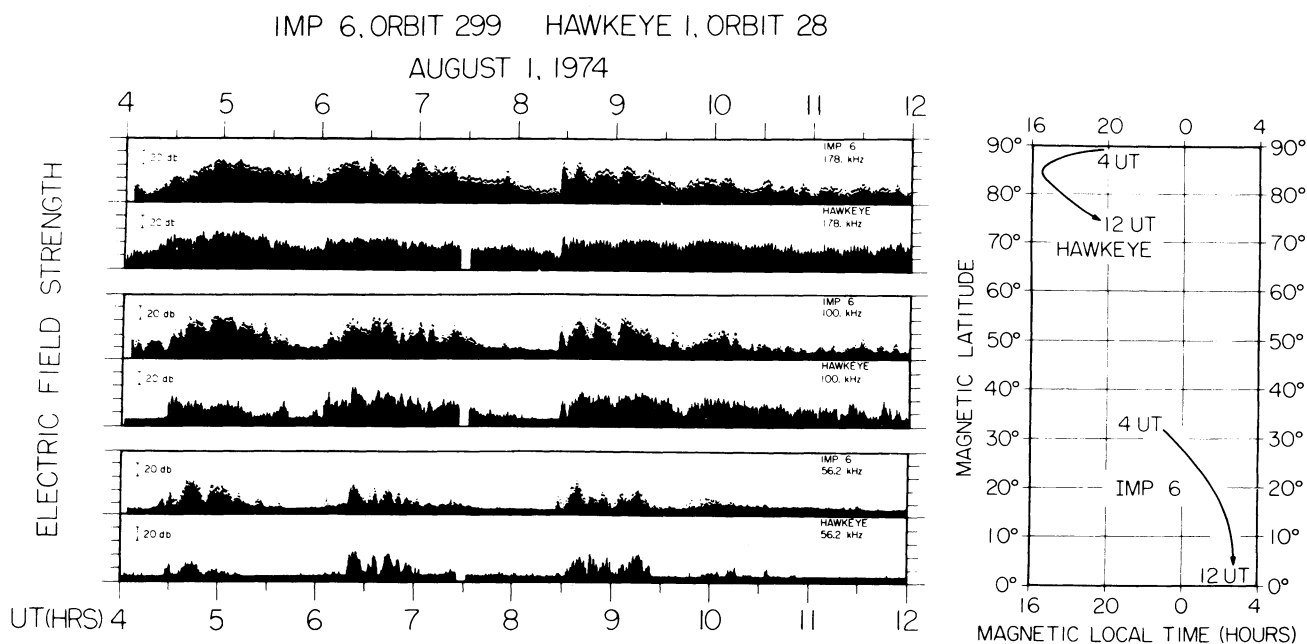 IMP 6, ORBIT 299 HAWKEYE 1, ORBIT 28
AUGUST 1, 1974
4 5 6 7 8 9 10 11 12
ELECTRIC FIELD STRENGTH
20 db
IMP 6
178. kHz
20 db
HAWKEYE
178. kHz
20 db
IMP 6
100. kHz
20 db
HAWKEYE
100. kHz
20 db
IMP 6
56.2 kHz
20 db
HAWKEYE
56.2 kHz
UT(HRS) 4 5 6 7 8 9 10 11 12
16 20 0 4
MAGNETIC LATITUDE
90° 90°
80° 80°
70° 70°
60° 60°
50° 50°
40° 40°
30° 30°
20° 20°
10° 10°
0° 0°
4 UT
12 UT
HAWKEYE
4 UT
IMP 6
12 UT
16 20 0 4
MAGNETIC LOCAL TIME (HOURS)